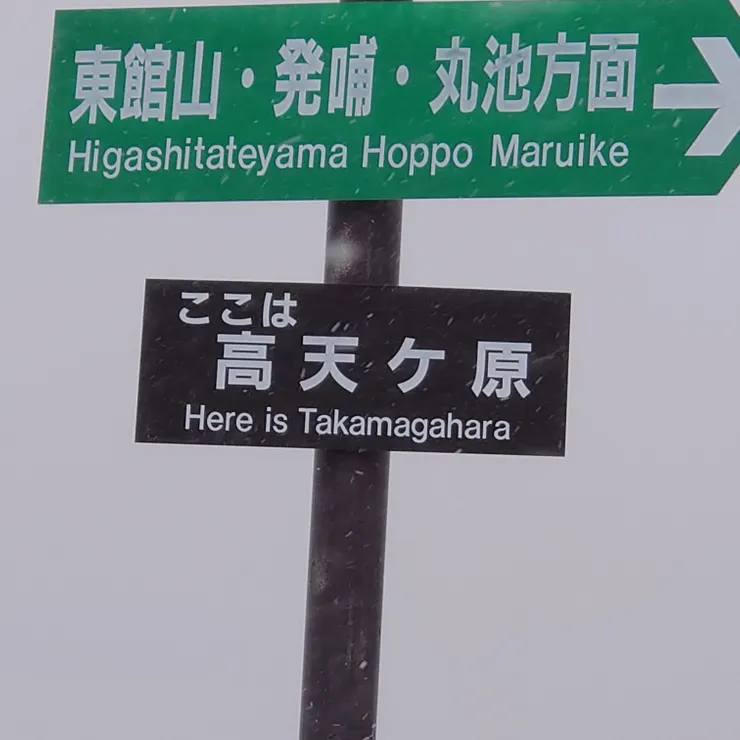 東館山・発哺・丸池方面
Higashitateyama Hoppo Maruike
ここは
高天ケ原
Here is Takamagahara